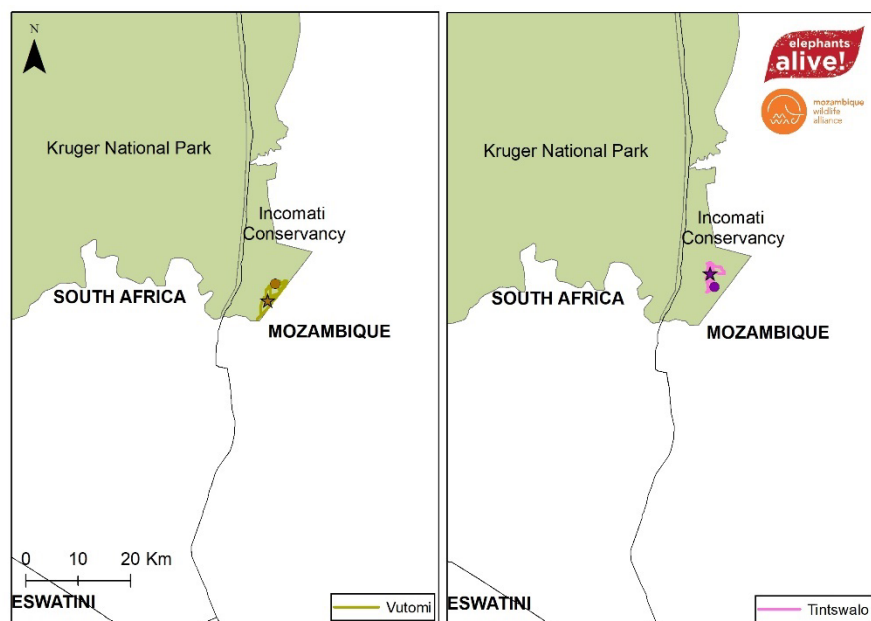 N
Kruger National Park
Incomati
Conservancy
SOUTH AFRICA
MOZAMBIQUE
0 10 20 Km
ESWATINI
Vutomi
elephants
alive!
mozambique
wildlife
alliance
Kruger National Park
Incomati
Conservancy
SOUTH AFRICA
MOZAMBIQUE
ESWATINI
Tintswalo